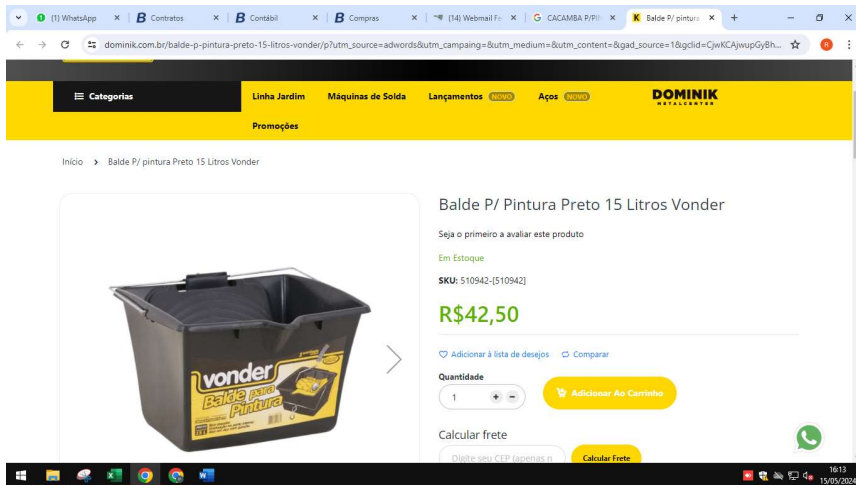 (1) WhatsApp
Contratos
Contábil
Compras
(14) Webmail Fe
CACAMBA P/PIN
Balde P/ pintura
dominik.com.br/balde-p-pintura-preto-15-litros-vonder/p?utm_source=adwords&utm_campaing=&utm_medium=&utm_content=&gad_source=1&gclid=CjwKCAjwupGyBh...
R
Categorias
Linha Jardim
Máquinas de Solda
Lançamentos NOVO
Aços NOVO
DOMINIK
METALCENTER
Promoções
Início > Balde P/ pintura Preto 15 Litros Vonder
Balde P/ Pintura Preto 15 Litros Vonder
Seja o primeiro a avaliar este produto
Em Estoque
SKU: 510942-[510942]
R$42,50
Adicionar à lista de desejos
Comparar
Quantidade
1 + -
Adicionar Ao Carrinho
Calcular frete
Digite seu CEP (apenas n
Calcular Frete
vonder
Balde para
Pintura
16:13
15/05/2024